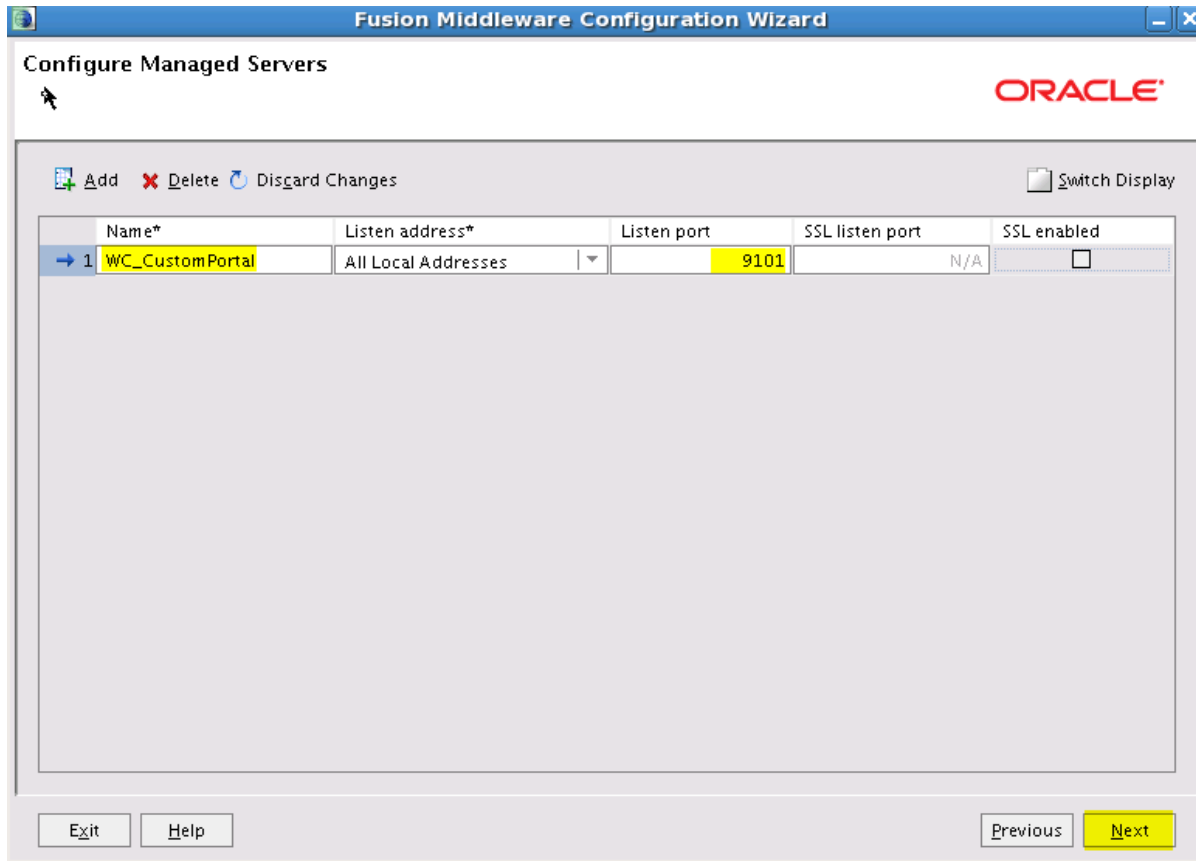 Fusion Middleware Configuration Wizard
Configure Managed Servers
ORACLE
Add Delete Discard Changes Switch Display
Name* Listen address* Listen port SSL listen port SSL enabled
1 WC_CustomPortal All Local Addresses 9101 N/A
Exit Help Previous Next